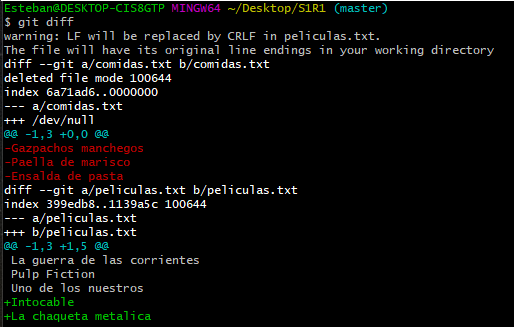 Esteban@DESKTOP-CIS8GTP MINGW64 ~/Desktop/S1R1 (master)
$ git diff
warning: LF will be replaced by CRLF in peliculas.txt.
The file will have its original line endings in your working directory
diff --git a/comidas.txt b/comidas.txt
deleted file mode 100644
index 6a71ad6..0000000
--- a/comidas.txt
+++ /dev/null
@@ -1,3 +0,0 @@
-Gazpachos manchegos
-Paella de marisco
-Ensalda de pasta
diff --git a/peliculas.txt b/peliculas.txt
index 399edb8..1139a5c 100644
--- a/peliculas.txt
+++ b/peliculas.txt
@@ -1,3 +1,5 @@
 La guerra de las corrientes
 Pulp Fiction
 Uno de los nuestros
+Intocable
+La chaqueta metalica